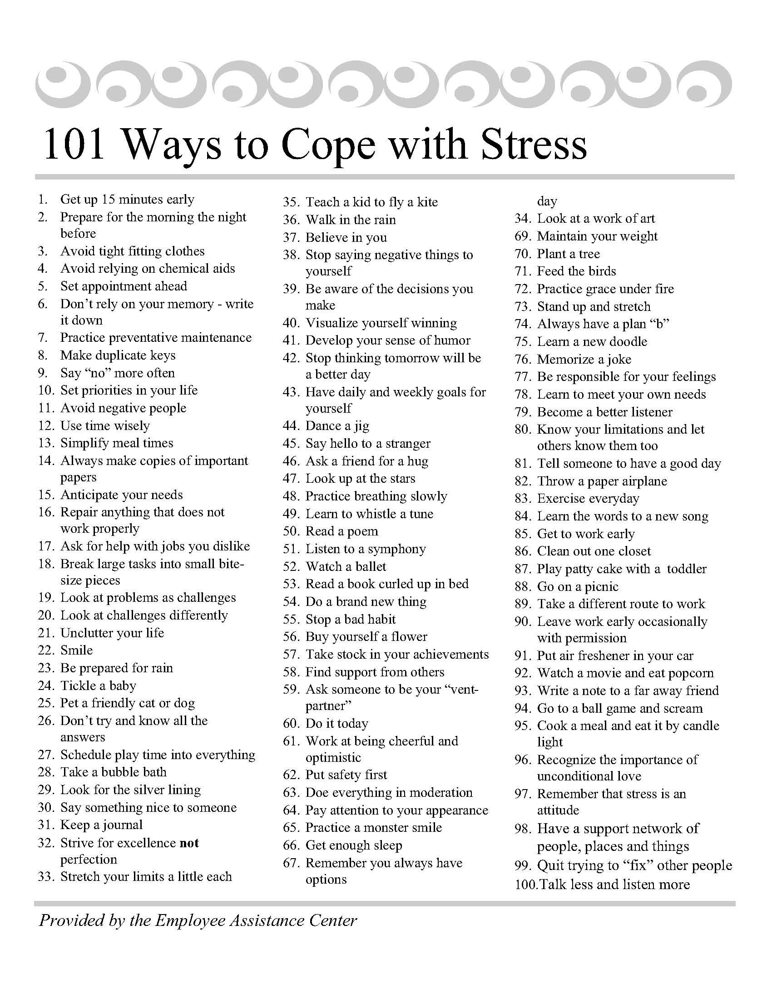 101 Ways to Cope with Stress
1. Get up 15 minutes early
2. Prepare for the morning the night
before
3. Avoid tight fitting clothes
4. Avoid relying on chemical aids
5. Set appointment ahead
6. Don’t rely on your memory - write
it down
7. Practice preventative maintenance
8. Make duplicate keys
9. Say “no” more often
10. Set priorities in your life
11. Avoid negative people
12. Use time wisely
13. Simplify meal times
14. Always make copies of important
papers
15. Anticipate your needs
16. Repair anything that does not
work properly
17. Ask for help with jobs you dislike
18. Break large tasks into small bite-
size pieces
19. Look at problems as challenges
20. Look at challenges differently
21. Unclutter your life
22. Smile
23. Be prepared for rain
24. Tickle a baby
25. Pet a friendly cat or dog
26. Don’t try and know all the
answers
27. Schedule play time into everything
28. Take a bubble bath
29. Look for the silver lining
30. Say something nice to someone
31. Keep a journal
32. Strive for excellence not
perfection
33. Stretch your limits a little each
35. Teach a kid to fly a kite
36. Walk in the rain
37. Believe in you
38. Stop saying negative things to
yourself
39. Be aware of the decisions you
make
40. Visualize yourself winning
41. Develop your sense of humor
42. Stop thinking tomorrow will be
a better day
43. Have daily and weekly goals for
yourself
44. Dance a jig
45. Say hello to a stranger
46. Ask a friend for a hug
47. Look up at the stars
48. Practice breathing slowly
49. Learn to whistle a tune
50. Read a poem
51. Listen to a symphony
52. Watch a ballet
53. Read a book curled up in bed
54. Do a brand new thing
55. Stop a bad habit
56. Buy yourself a flower
57. Take stock in your achievements
58. Find support from others
59. Ask someone to be your “vent-
partner”
60. Do it today
61. Work at being cheerful and
optimistic
62. Put safety first
63. Doe everything in moderation
64. Pay attention to your appearance
65. Practice a monster smile
66. Get enough sleep
67. Remember you always have
options
day
34. Look at a work of art
69. Maintain your weight
70. Plant a tree
71. Feed the birds
72. Practice grace under fire
73. Stand up and stretch
74. Always have a plan “b”
75. Learn a new doodle
76. Memorize a joke
77. Be responsible for your feelings
78. Learn to meet your own needs
79. Become a better listener
80. Know your limitations and let
others know them too
81. Tell someone to have a good day
82. Throw a paper airplane
83. Exercise everyday
84. Learn the words to a new song
85. Get to work early
86. Clean out one closet
87. Play patty cake with a toddler
88. Go on a picnic
89. Take a different route to work
90. Leave work early occasionally
with permission
91. Put air freshener in your car
92. Watch a movie and eat popcorn
93. Write a note to a far away friend
94. Go to a ball game and scream
95. Cook a meal and eat it by candle
light
96. Recognize the importance of
unconditional love
97. Remember that stress is an
attitude
98. Have a support network of
people, places and things
99. Quit trying to “fix” other people
100.Talk less and listen more
Provided by the Employee Assistance Center